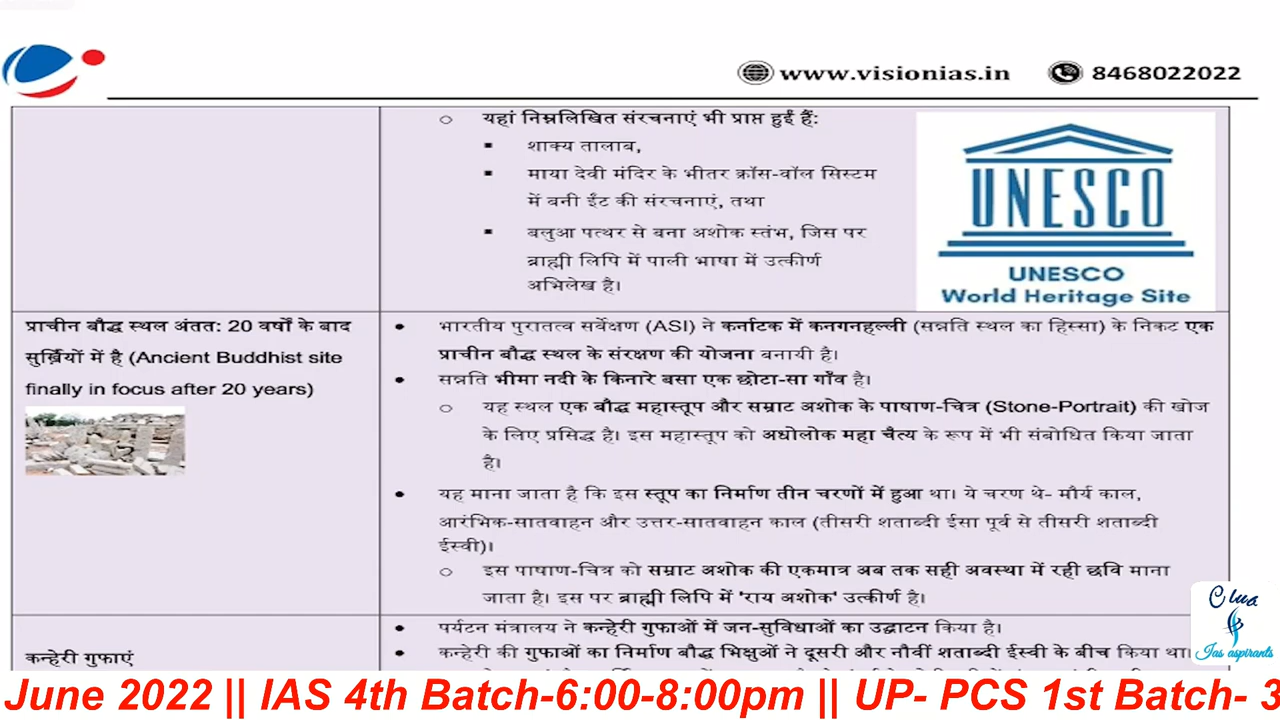 www.visionias.in
8468022022
यहां निम्नलिखित संरचनाएं भी प्राप्त हुईं हैं:
शाक्य तालाब,
माया देवी मंदिर के भीतर क्रॉस-वॉल सिस्टम
में बनी ईंट की संरचनाएं, तथा
बलुआ पत्थर से बना अशोक स्तंभ, जिस पर
ब्राह्मी लिपि में पाली भाषा में उत्कीर्ण
अभिलेख है।
UNESCO
UNESCO
World Heritage Site
प्राचीन बौद्ध स्थल अंतत: 20 वर्षों के बाद
सुर्ख़ियों में है (Ancient Buddhist site
finally in focus after 20 years)
भारतीय पुरातत्व सर्वेक्षण (ASI) ने कर्नाटक में कनगनहल्ली (सन्नति स्थल का हिस्सा) के निकट एक
प्राचीन बौद्ध स्थल के संरक्षण की योजना बनायी है।
सन्नति भीमा नदी के किनारे बसा एक छोटा-सा गाँव है।
यह स्थल एक बौद्ध महास्तूप और सम्राट अशोक के पाषाण-चित्र (Stone-Portrait) की खोज
के लिए प्रसिद्ध है। इस महास्तूप को अधोलोक महा चैत्य के रूप में भी संबोधित किया जाता
है।
यह माना जाता है कि इस स्तूप का निर्माण तीन चरणों में हुआ था। ये चरण थे- मौर्य काल,
आरंभिक-सातवाहन और उत्तर-सातवाहन काल (तीसरी शताब्दी ईसा पूर्व से तीसरी शताब्दी
ईस्वी)।
इस पाषाण-चित्र को सम्राट अशोक की एकमात्र अब तक सही अवस्था में रही छवि माना
जाता है। इस पर ब्राह्मी लिपि में 'राय अशोक' उत्कीर्ण है।
कन्हेरी गुफाएं
पर्यटन मंत्रालय ने कन्हेरी गुफाओं में जन-सुविधाओं का उद्घाटन किया है।
कन्हेरी की गुफाओं का निर्माण बौद्ध भिक्षुओं ने दूसरी और नौवीं शताब्दी ईस्वी के बीच किया था।
Clue
Ias aspirants
June 2022 || IAS 4th Batch-6:00-8:00pm || UP- PCS 1st Batch- 3